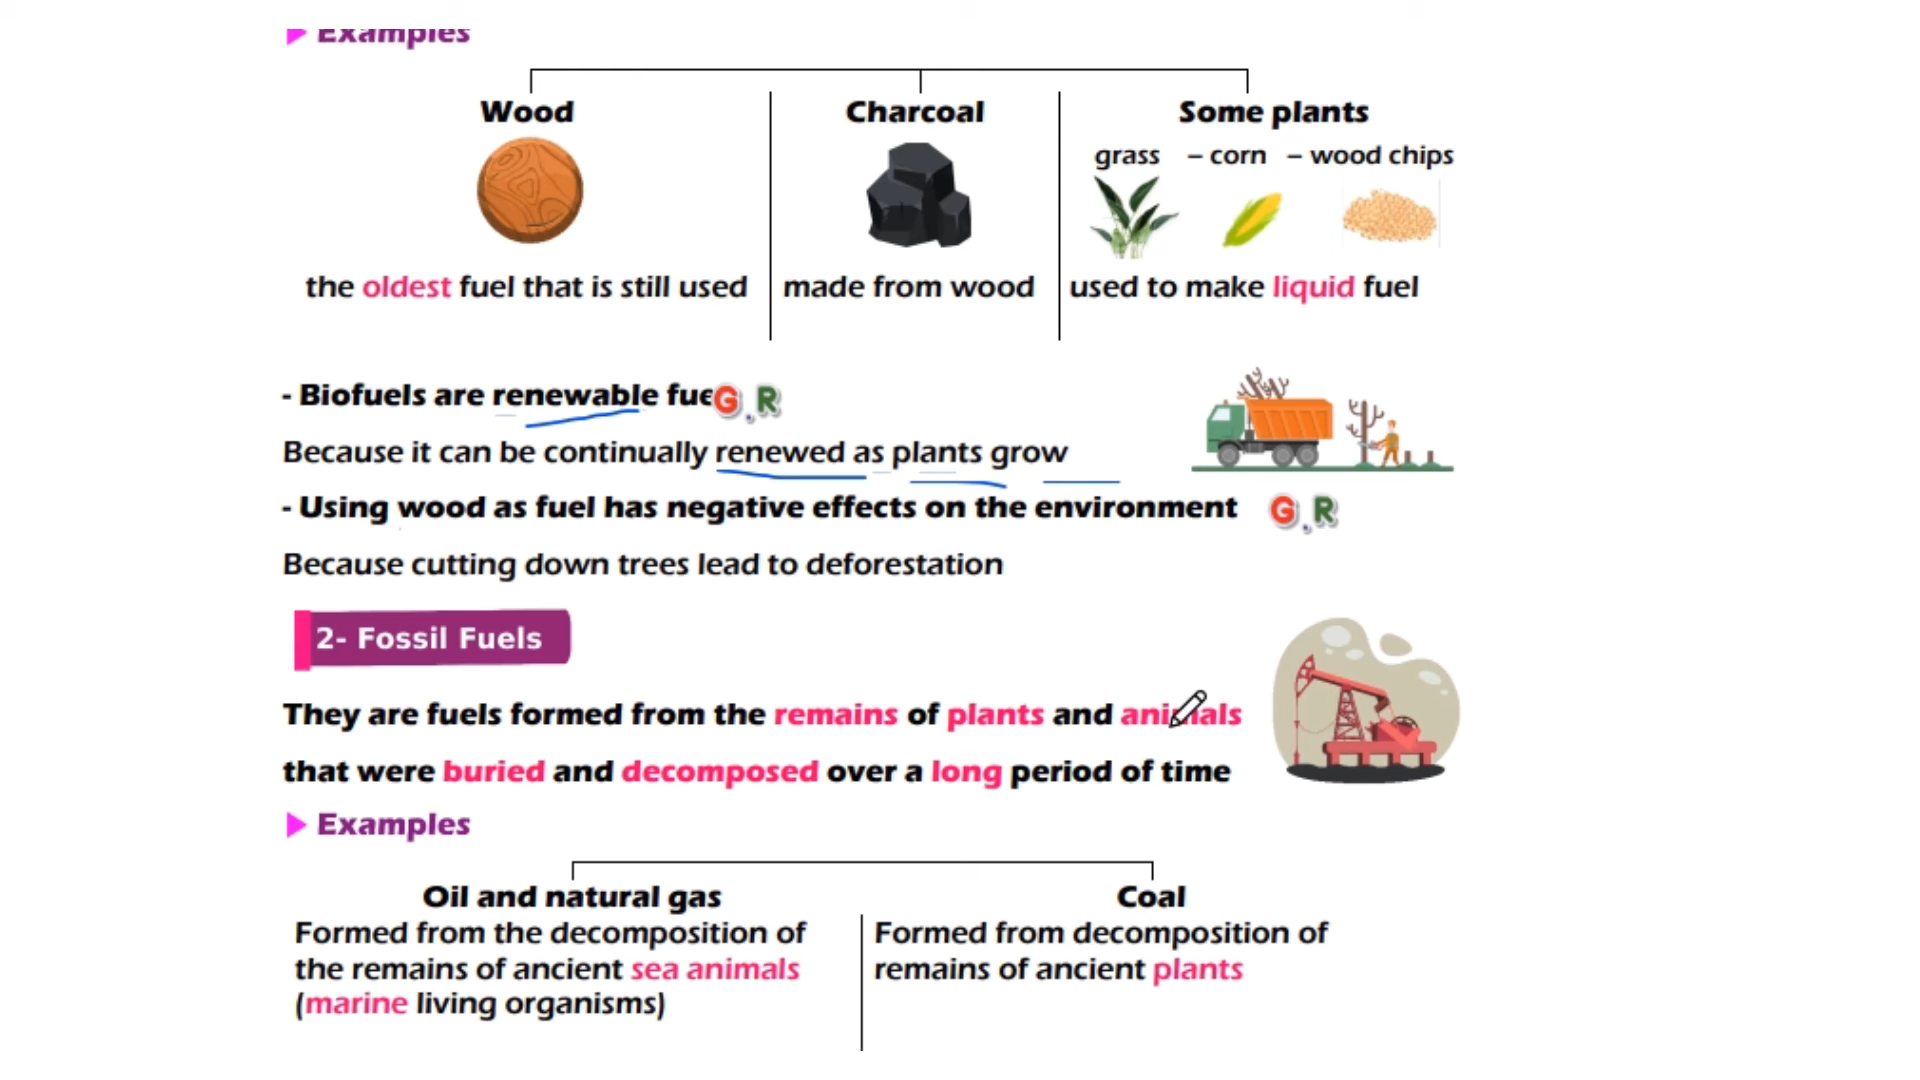 Examples
Wood
Charcoal
Some plants
grass – corn – wood chips
the oldest fuel that is still used
made from wood
used to make liquid fuel
- Biofuels are renewable fue G.R
Because it can be continually renewed as plants grow
- Using wood as fuel has negative effects on the environment G.R
Because cutting down trees lead to deforestation
2- Fossil Fuels
They are fuels formed from the remains of plants and animals
that were buried and decomposed over a long period of time
Examples
Oil and natural gas
Formed from the decomposition of
the remains of ancient sea animals
(marine living organisms)
Coal
Formed from decomposition of
remains of ancient plants